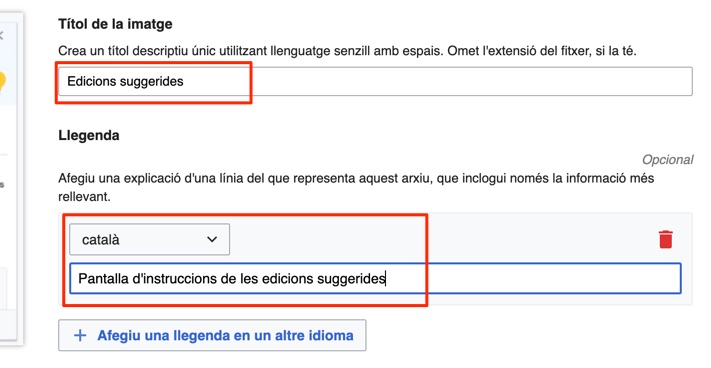 Títol de la imatge
Crea un títol descriptiu únic utilitzant llenguatge senzill amb espais. Omet l'extensió del fitxer, si la té.
Edicions suggerides
Llegenda
Opcional
Afegiu una explicació d'una línia del que representa aquest arxiu, que inclogui només la informació més
rellevant.
català
Pantalla d'instruccions de les edicions suggerides
+ Afegiu una llegenda en un altre idioma